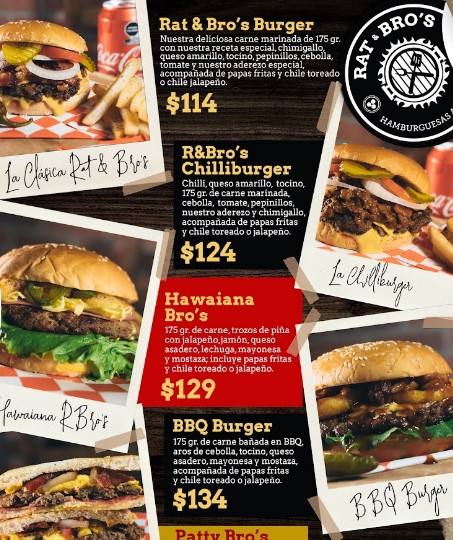 Rat & Bro's Burger
Nuestra deliciosa carne marinada de 175 gr.
con nuestra receta especial, chimigallo,
queso amarillo, tocino, pepinillos, cebolla,
tomate y nuestro aderezo especial,
acompañada de papas fritas y chile toreado
o chile jalapeño.
$114
RAT & BRO'S
HAMBURGUESAS A
Coca-Cola
La Clásica Rat & Bro's
R&Bro's
Chilliburger
Chilli, queso amarillo, tocino,
175 gr. de carne marinada,
cebolla, tomate, pepinillos,
nuestro aderezo y chimigallo,
acompañada de papas fritas
y chile toreado o jalapeño.
$124
La Chilliburger
Hawaiana
Bro's
175 gr. de carne, trozos de piña
con jalapeño, jamón, queso
asadero, lechuga, mayonesa
y mostaza; incluye papas fritas
y chile toreado o jalapeño.
$129
Hawaiana R.Bro's
BBQ Burger
175 gr. de carne bañada en BBQ,
aros de cebolla, tocino, queso
asadero, mayonesa y mostaza,
acompañada de papas fritas
y chile toreado o jalapeño.
$134
BBQ Burger
Patty Bro's